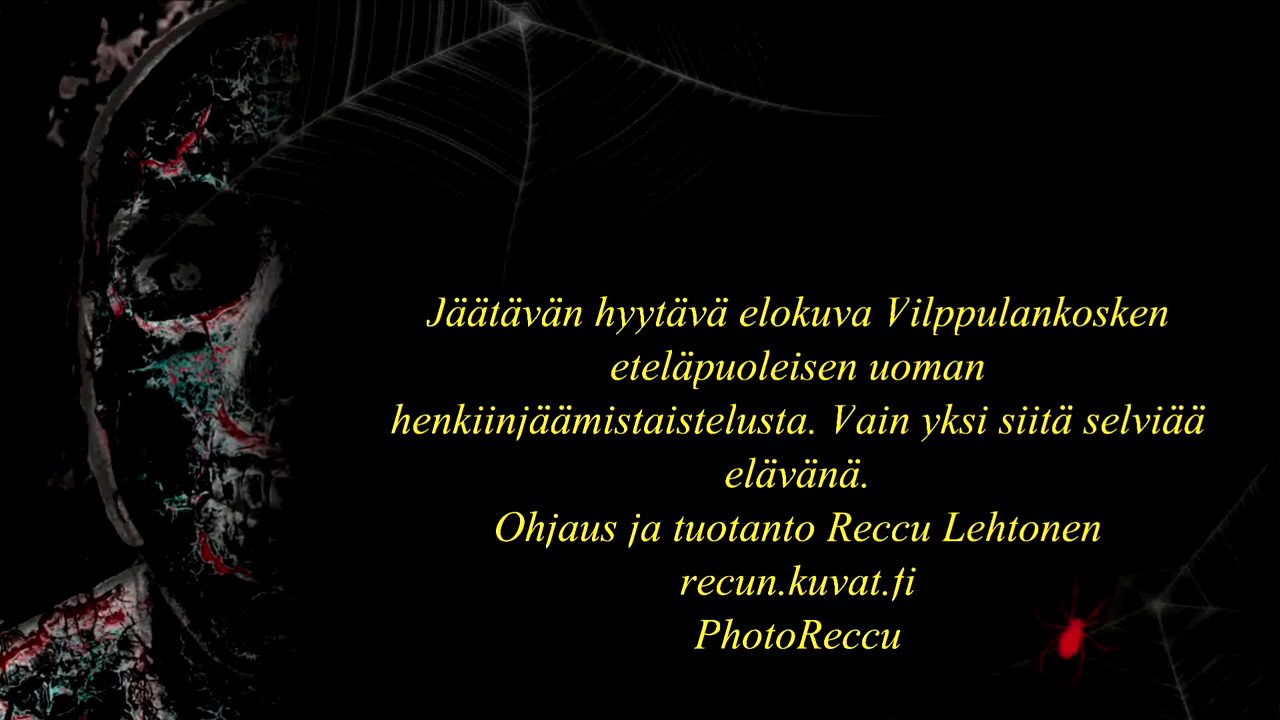 Jäätävän hyytävä elokuva Vilppulankosken
eteläpuoleisen uoman
henkiinjäämistaistelusta. Vain yksi siitä selviää
elävänä.
Ohjaus ja tuotanto Reccu Lehtonen
recun.kuvat.fi
PhotoReccu